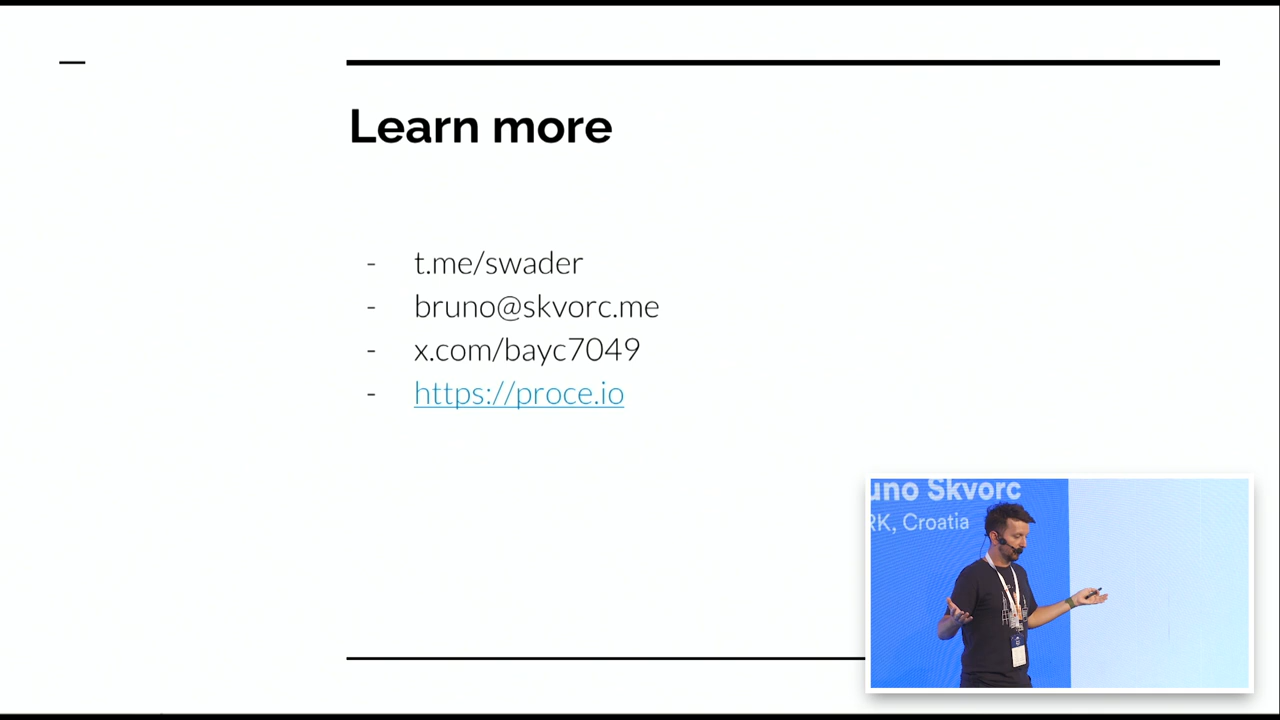 Learn more
- t.me/swader
- bruno@skvorc.me
- x.com/bayc7049
- https://proce.io
uno Skvorc
RK, Croatia